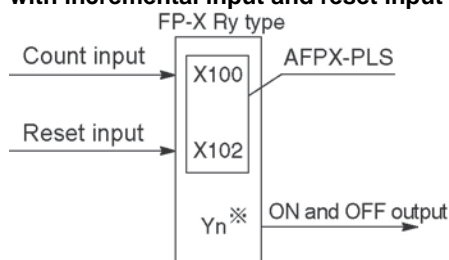 with incremental input and reset input
FP-X Ry type
Count input
X100
AFPX-PLS
Reset input
X102
Yn※
ON and OFF output